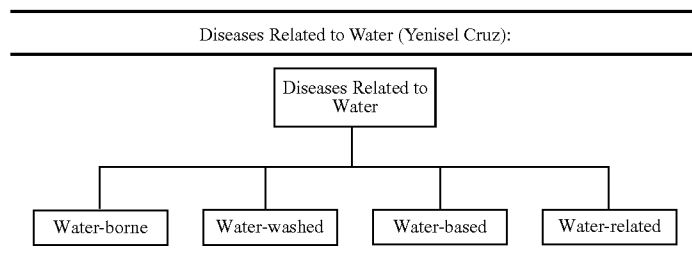 Diseases Related to Water (Yenisel Cruz):
Diseases Related to
Water
Water-borne
Water-washed
Water-based
Water-related